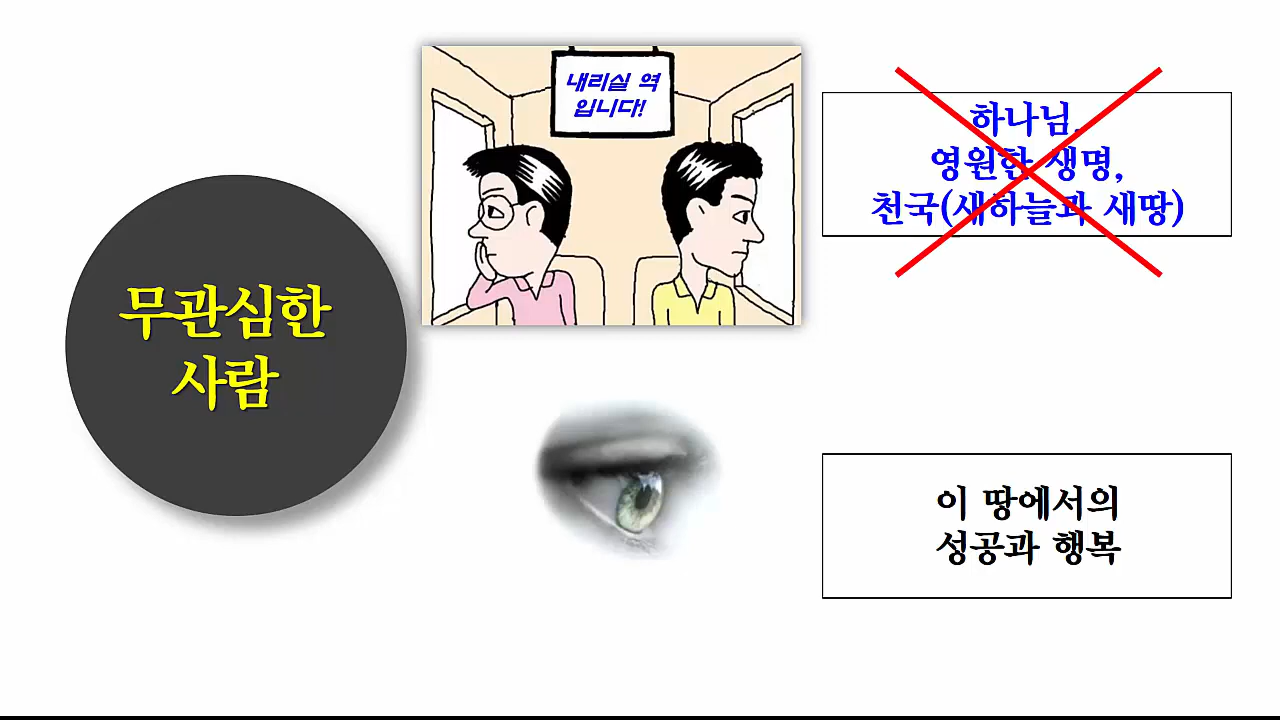 무관심한
사람
내리실 역
입니다!
하나님,
영원한 생명,
천국(새하늘과 새땅)
이 땅에서의
성공과 행복